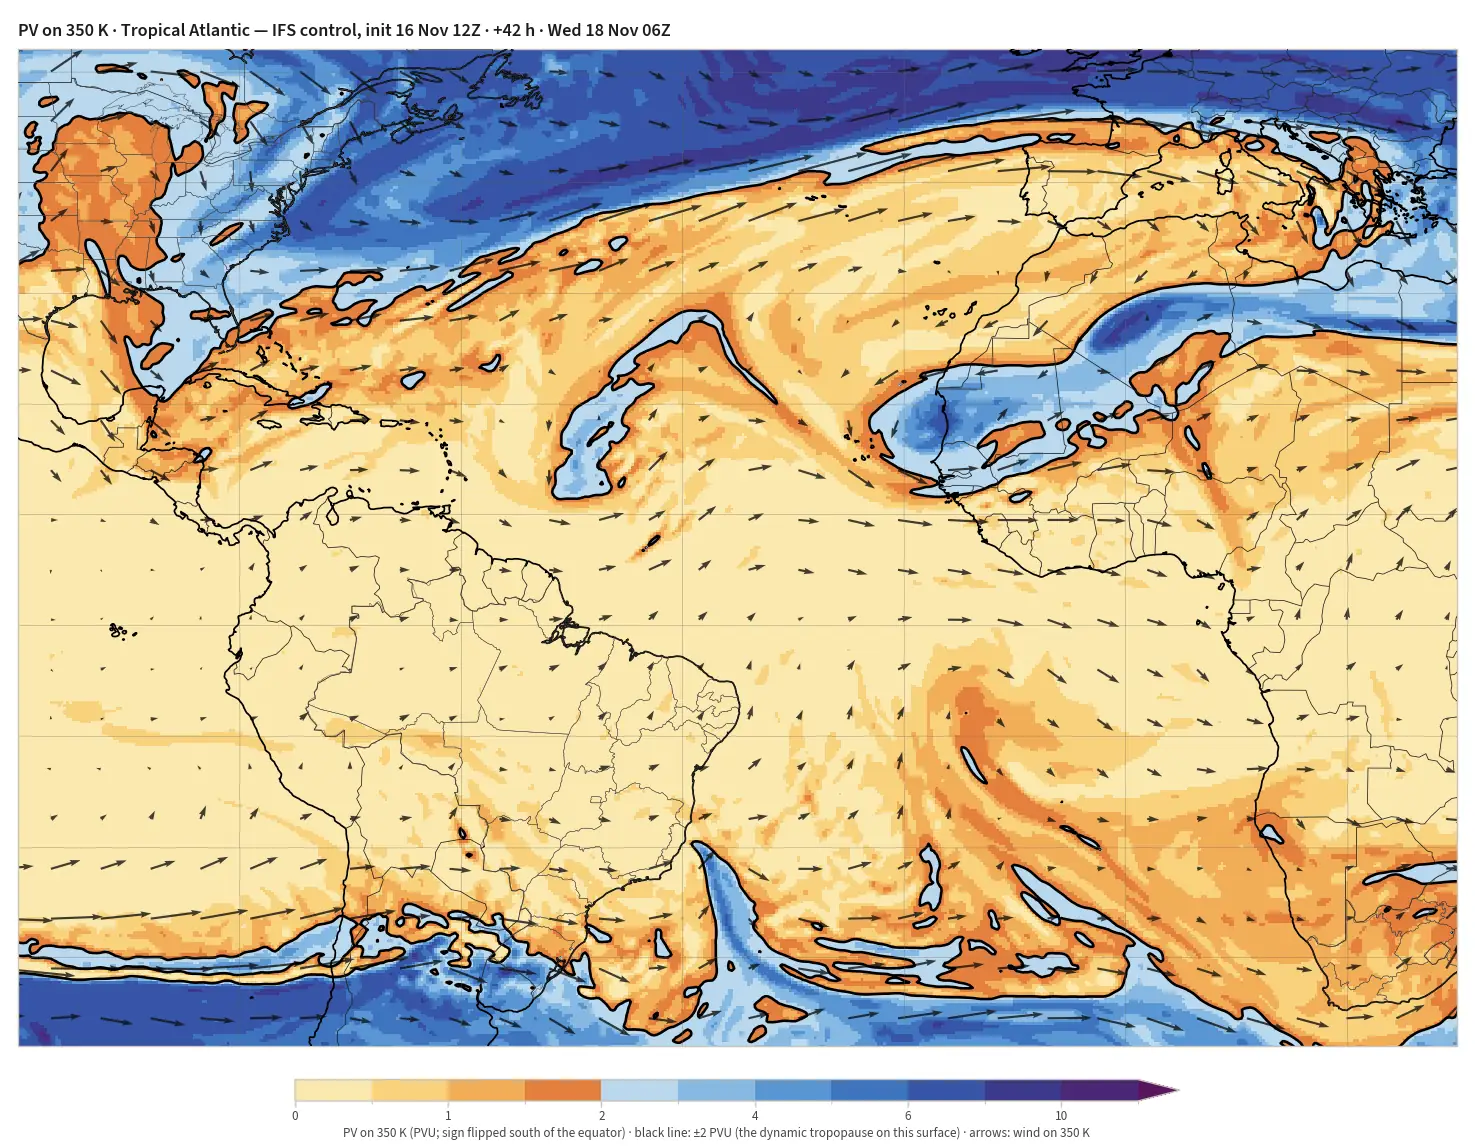 PV on 350 K · Tropical Atlantic — IFS control, init 16 Nov 12Z · +42 h · Wed 18 Nov 06Z
0 1 2 4 6 10
PV on 350 K (PVU; sign flipped south of the equator) · black line: ±2 PVU (the dynamic tropopause on this surface) · arrows: wind on 350 K